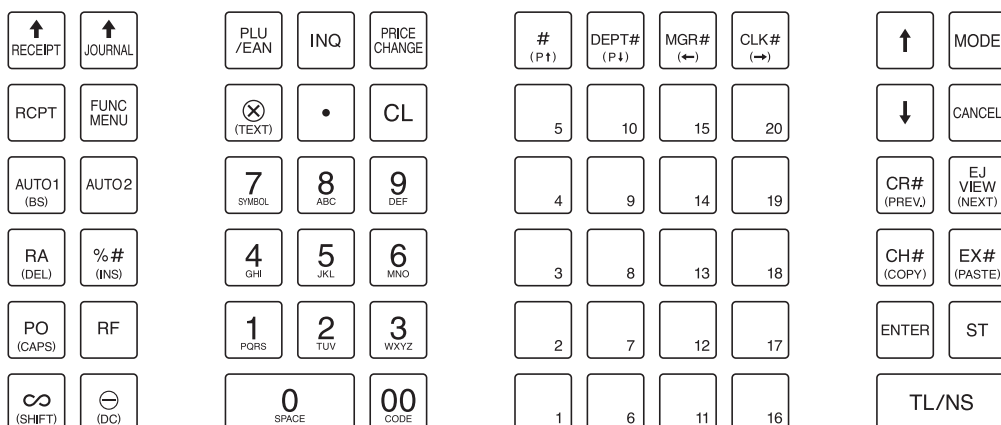 RECEIPT JOURNAL PLU /EAN INQ PRICE CHANGE # (P↑) DEPT# (P↓) MGR# (←) CLK# (→) ↑ MODE
RCPT FUNC MENU ⊗ (TEXT) • CL 5 10 15 20 ↓ CANCEL
AUTO1 (BS) AUTO2 7 SYMBOL 8 ABC 9 DEF 4 9 14 19 CR# (PREV.) EJ VIEW (NEXT)
RA (DEL) %# (INS) 4 GHI 5 JKL 6 MNO 3 8 13 18 CH# (COPY) EX# (PASTE)
PO (CAPS) RF 1 PQRS 2 TUV 3 WXYZ 2 7 12 17 ENTER ST
∞ (SHIFT) ⊖ (DC) 0 SPACE 00 CODE 1 6 11 16 TL/NS